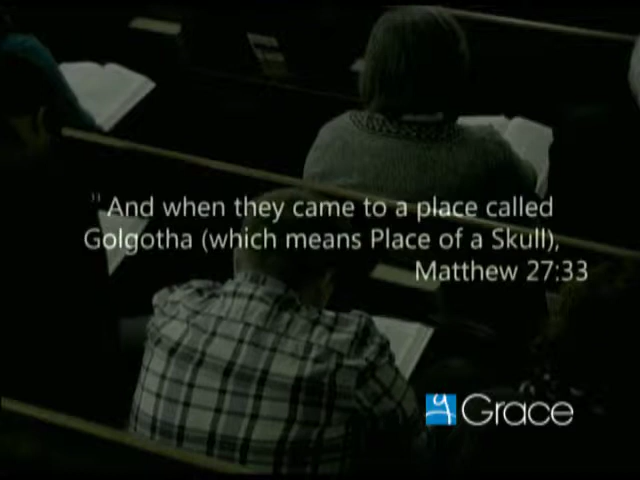 " And when they came to a place called
Golgotha (which means Place of a Skull),
Matthew 27:33
Grace